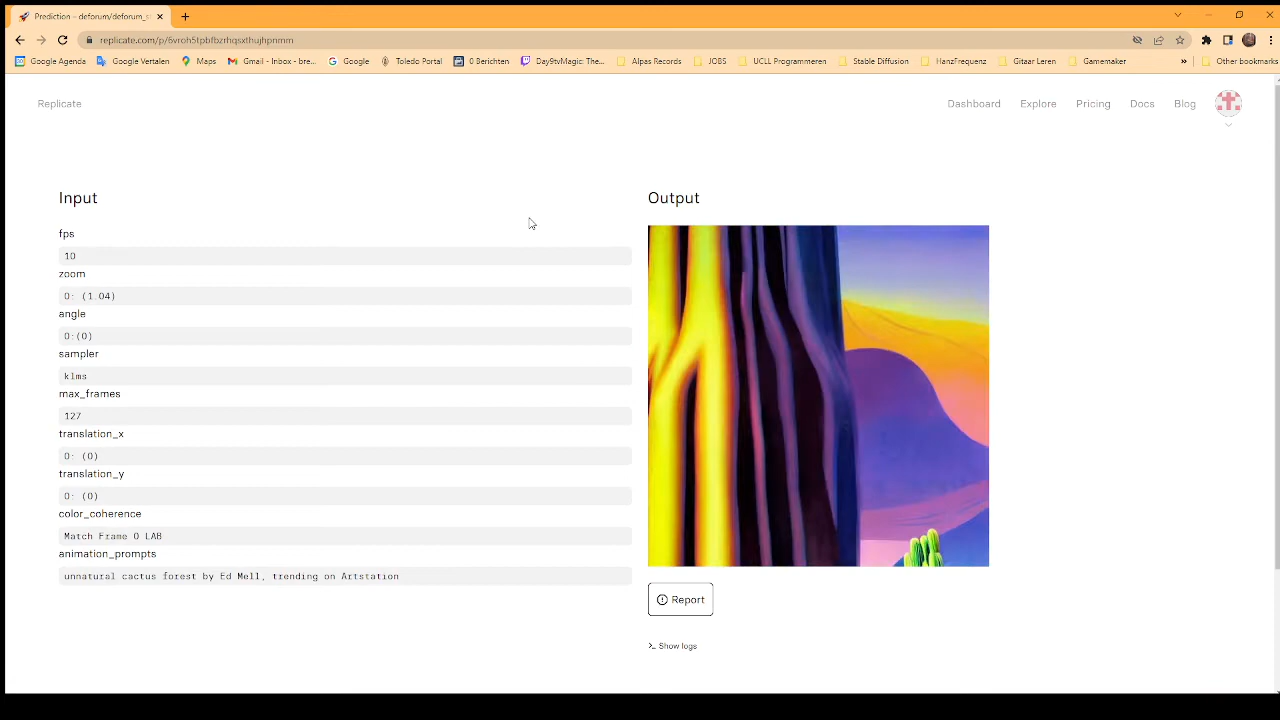 Prediction – deforum/deforum_s
replicate.com/p/6vroh5tpbfbzrhqsxthujhpnmm
Google Agenda Google Vertalen Maps Gmail - Inbox - bre... Google Toledo Portal 0 Berichten Day9tvMagic: The... Alpas Records JOBS UCLL Programmeren Stable Diffusion HanzFrequenz Gitaar Leren Gamemaker » Other bookmarks
Replicate Dashboard Explore Pricing Docs Blog
Input
fps
10
zoom
0: (1.04)
angle
0:(0)
sampler
klms
max_frames
127
translation_x
0: (0)
translation_y
0: (0)
color_coherence
Match Frame 0 LAB
animation_prompts
unnatural cactus forest by Ed Mell, trending on Artstation
Output
Report
Show logs